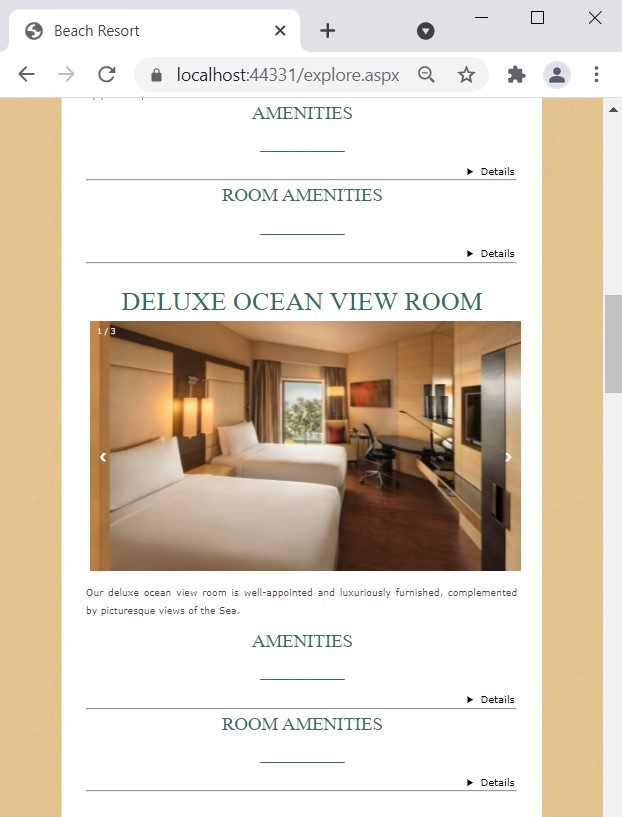 Beach Resort
localhost:44331/explore.aspx
AMENITIES
Details
ROOM AMENITIES
Details
DELUXE OCEAN VIEW ROOM
1 / 3
Our deluxe ocean view room is well-appointed and luxuriously furnished, complemented
by picturesque views of the Sea.
AMENITIES
Details
ROOM AMENITIES
Details